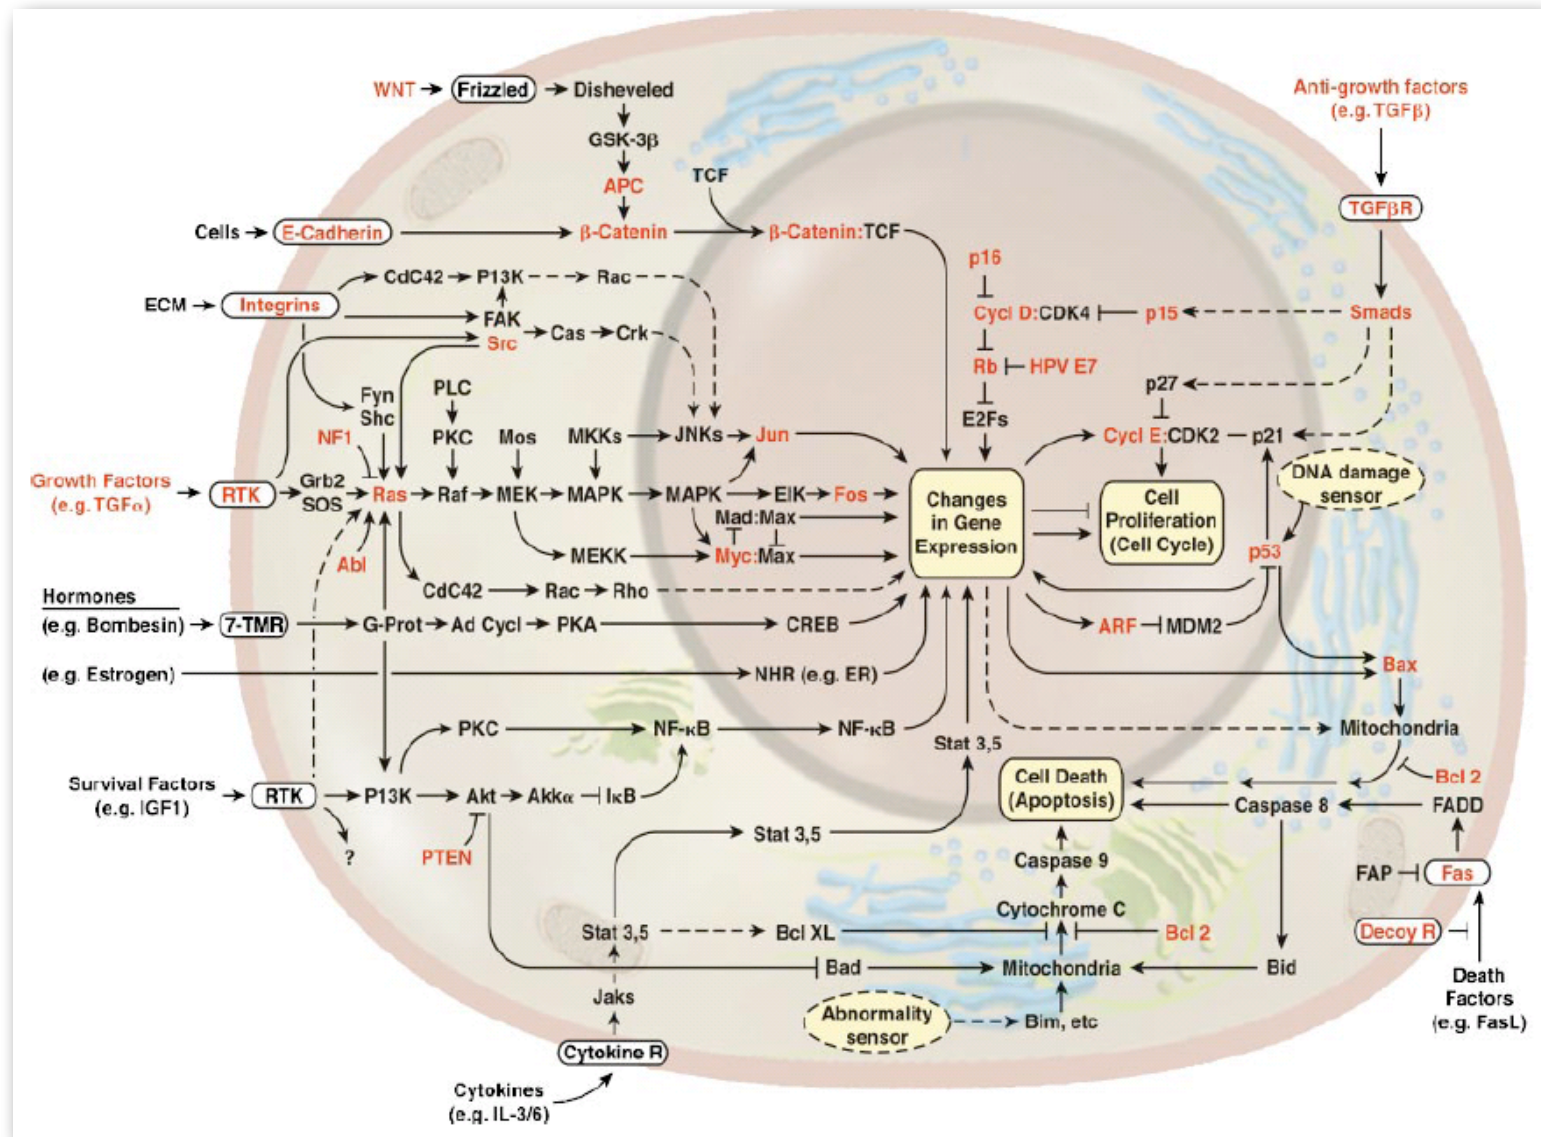 WNT
Frizzled
Disheveled
Anti-growth factors
(e.g. TGFβ)
GSK-3β
APC
TCF
TGFβR
Cells
E-Cadherin
β-Catenin
β-Catenin:TCF
p16
CdC42
P13K
Rac
ECM
Integrins
FAK
Src
Cas
Crk
Cycl D:CDK4
p15
Smads
Rb
HPV E7
Fyn
Shc
PLC
p27
E2Fs
NF1
PKC
Mos
MKKs
JNKs
Jun
Cycl E:CDK2
p21
DNA damage
sensor
Growth Factors
(e.g. TGFα)
RTK
Grb2
SOS
Ras
Raf
MEK
MAPK
MAPK
EIK
Fos
Mad:Max
Changes
in Gene
Expression
Cell
Proliferation
(Cell Cycle)
Abl
MEKK
Myc:Max
p53
CdC42
Rac
Rho
Hormones
(e.g. Bombesin)
7-TMR
G-Prot
Ad Cycl
PKA
CREB
ARF
MDM2
(e.g. Estrogen)
NHR (e.g. ER)
Bax
PKC
NF-κB
NF-κB
Stat 3,5
Mitochondria
Survival Factors
(e.g. IGF1)
RTK
P13K
Akt
Akkα
IκB
Cell Death
(Apoptosis)
Bcl 2
Caspase 8
FADD
?
PTEN
Stat 3,5
Caspase 9
FAP
Fas
Cytochrome C
Stat 3,5
Bcl XL
Bcl 2
Decoy R
Bad
Mitochondria
Bid
Death
Factors
(e.g. FasL)
Jaks
Abnormality
sensor
Bim, etc
Cytokine R
Cytokines
(e.g. IL-3/6)